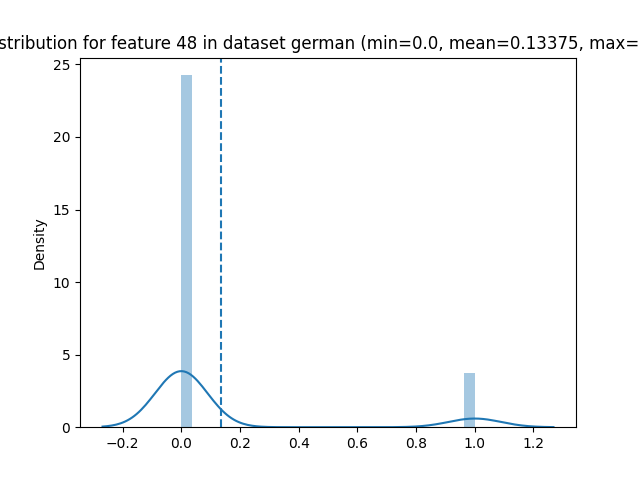 stribution for feature 48 in dataset german (min=0.0, mean=0.13375, max=
25
20
15
10
5
0
Density
−0.2 0.0 0.2 0.4 0.6 0.8 1.0 1.2